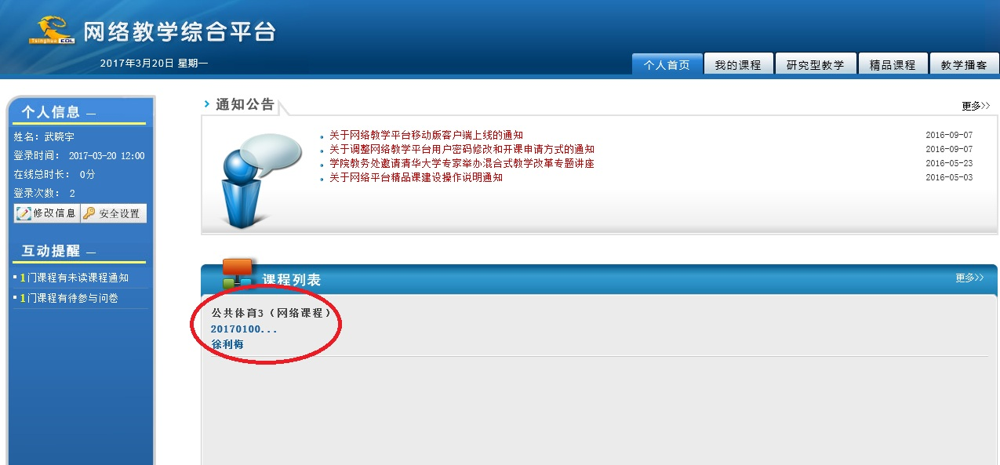 TsinghuaEOL
网络教学综合平台
2017年3月20日 星期一
个人首页 我的课程 研究型教学 精品课程 教学播客
个人信息
姓名: 武晓宇
登录时间: 2017-03-20 12:00
在线总时长: 0分
登录次数: 2
修改信息 安全设置
互动提醒
1门课程有未读课程通知
1门课程有待参与问卷
通知公告
更多>>
关于网络教学平台移动版客户端上线的通知 2016-09-07
关于调整网络教学平台用户密码修改和开课申请方式的通知 2016-09-07
学院教务处邀请清华大学专家举办混合式教学改革专题讲座 2016-05-23
关于网络平台精品课建设操作说明通知 2016-05-03
课程列表
更多>>
公共体育3（网络课程）
20170100...
徐利梅